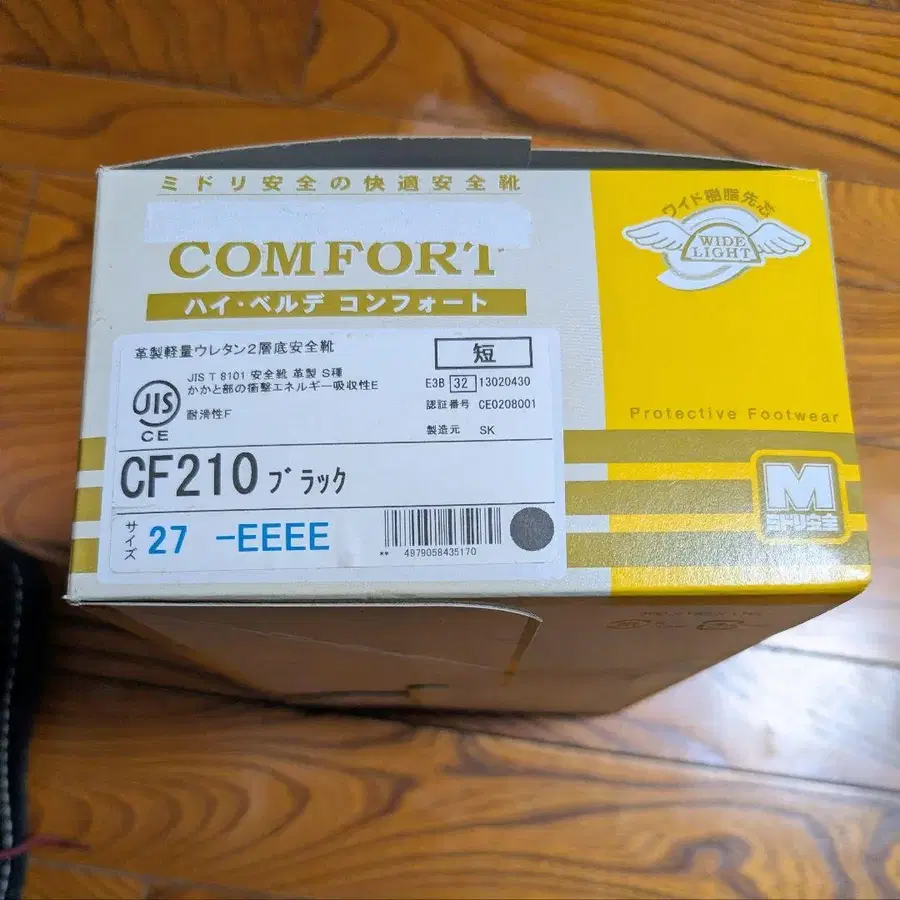 ミドリ安全の快適安全靴
COMFORT
ハイ・ベルデ コンフォート
ワイド樹脂先芯
WIDE
LIGHT
Protective Footwear
革製軽量ウレタン2層底安全靴
短
JIS T 8101 安全靴 革製 S種
かかと部の衝撃エネルギー吸収性E
耐滑性F
JIS
CE
E3B 32 13020430
認証番号 CE0208001
製造元 SK
CF210 ブラック
サイズ
27 -EEEE
** 4979058435170
M
ミドリ安全